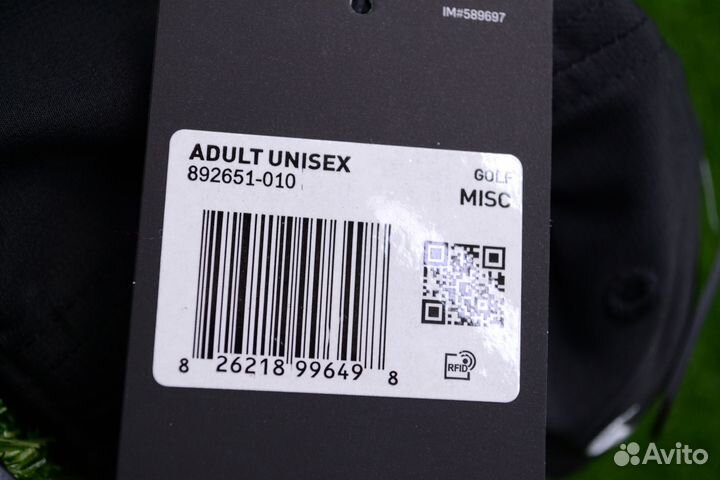 IM#589697
ADULT UNISEX
892651-010
GOLF
MISC
8 26218 99649 8
RFID
Avito